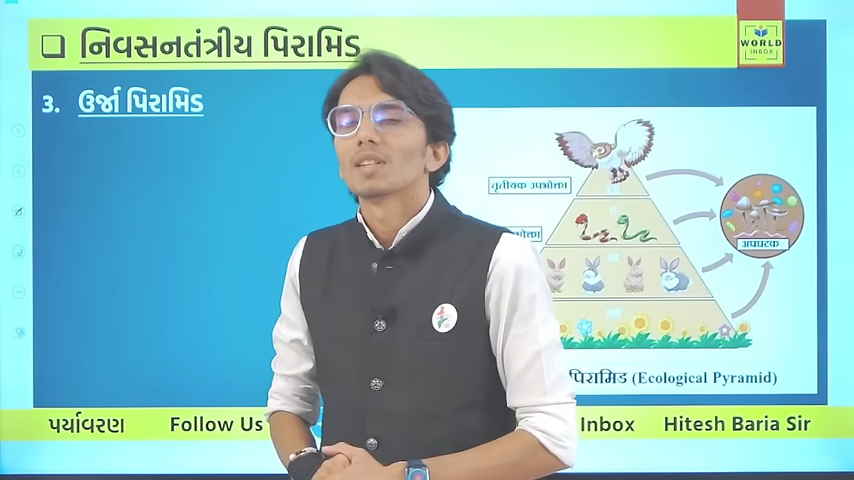 ❑ નિવસનતંત્રીય પિરામિડ
WORLD
INBOX
3. ઉર્જા પિરામિડ
तृतीयक उपभोक्ता
अपघटक
પિરામિડ (Ecological Pyramid)
પર્યાવરણ Follow Us Inbox Hitesh Baria Sir